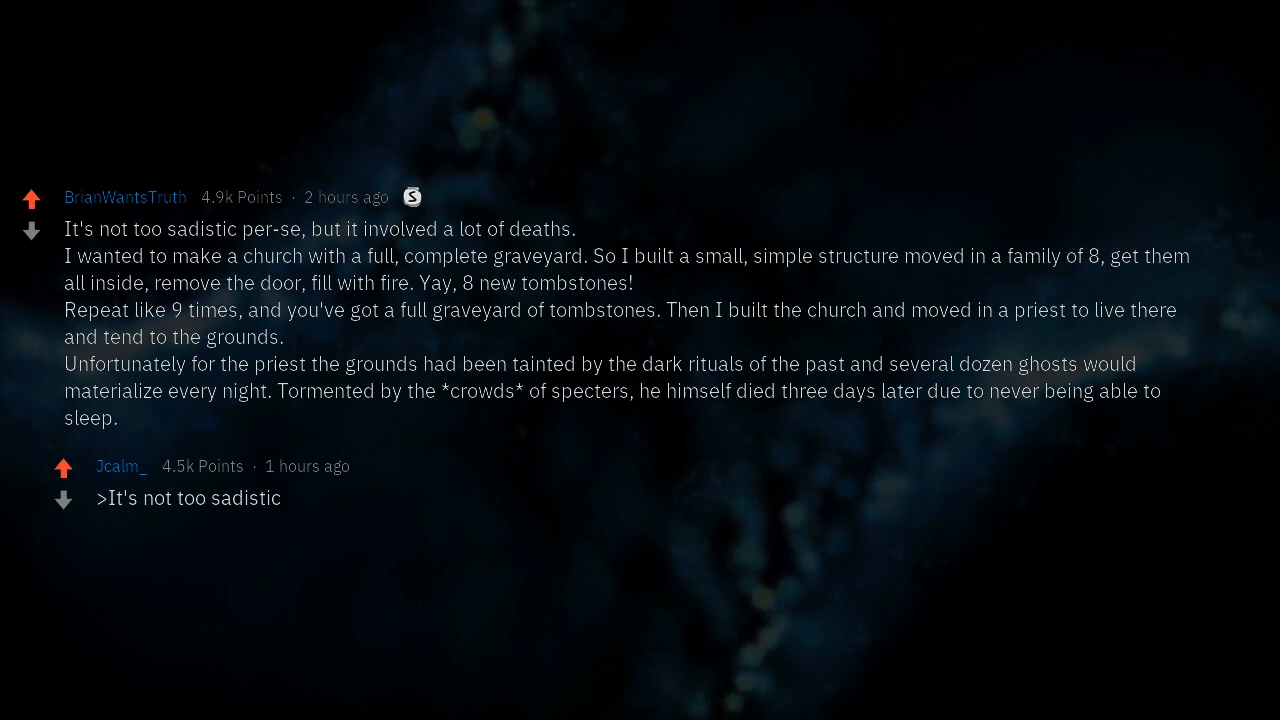 BrianWantsTruth 4.9k Points · 2 hours ago S
It's not too sadistic per-se, but it involved a lot of deaths.
I wanted to make a church with a full, complete graveyard. So I built a small, simple structure moved in a family of 8, get them
all inside, remove the door, fill with fire. Yay, 8 new tombstones!
Repeat like 9 times, and you've got a full graveyard of tombstones. Then I built the church and moved in a priest to live there
and tend to the grounds.
Unfortunately for the priest the grounds had been tainted by the dark rituals of the past and several dozen ghosts would
materialize every night. Tormented by the *crowds* of specters, he himself died three days later due to never being able to
sleep.
Jcalm_ 4.5k Points · 1 hours ago
>It's not too sadistic